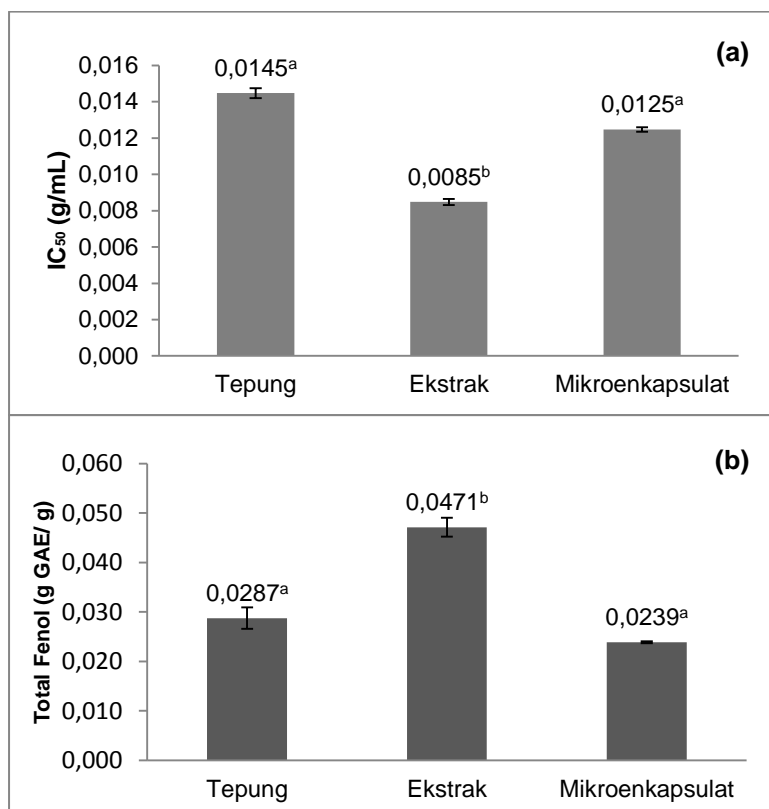 (a)
IC₅₀ (g/mL)
0,016
0,014
0,012
0,010
0,008
0,006
0,004
0,002
0,000
0,0145ᵃ
0,0085ᵇ
0,0125ᵃ
Tepung
Ekstrak
Mikroenkapsulat
(b)
Total Fenol (g GAE/ g)
0,060
0,050
0,040
0,030
0,020
0,010
0,000
0,0287ᵃ
0,0471ᵇ
0,0239ᵃ
Tepung
Ekstrak
Mikroenkapsulat